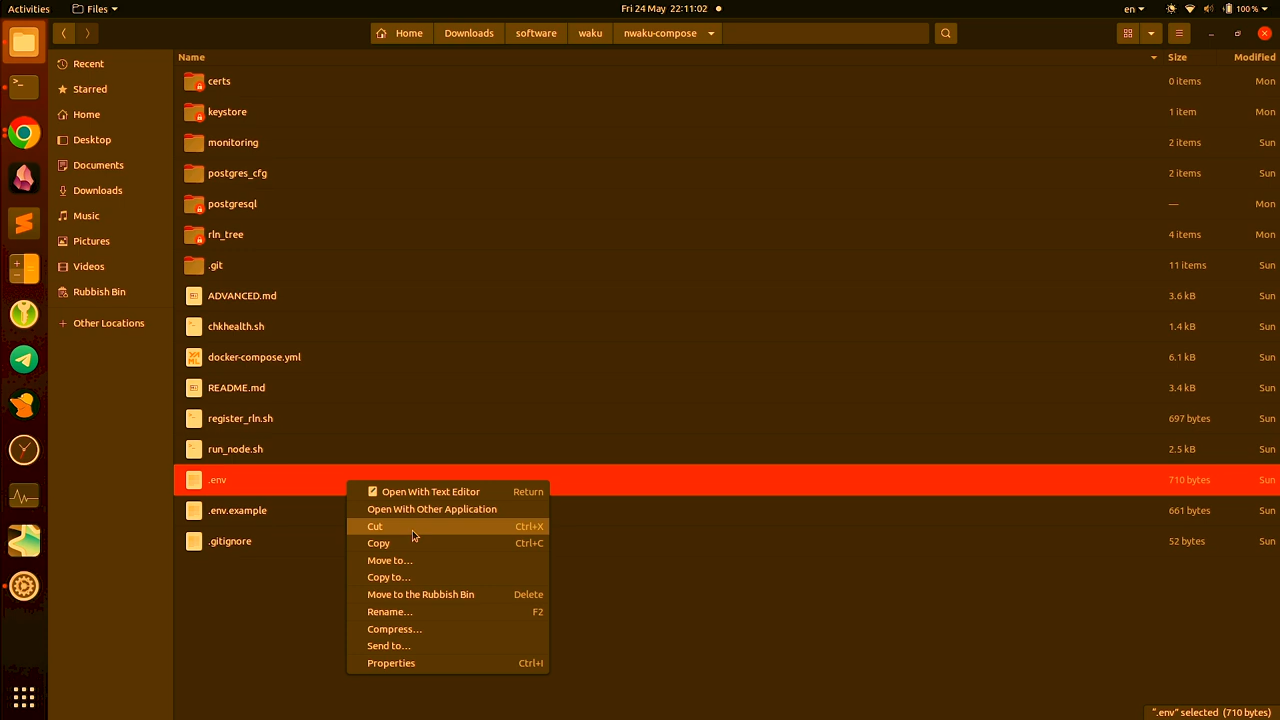 Activities
Files
Fri 24 May 22:11:02
en
100 %
Home
Downloads
software
waku
nwaku-compose
Recent
Starred
Home
Desktop
Documents
Downloads
Music
Pictures
Videos
Rubbish Bin
Other Locations
Name Size Modified
certs 0 items Mon
keystore 1 item Mon
monitoring 2 items Sun
postgres_cfg 2 items Sun
postgresql — Mon
rln_tree 4 items Mon
.git 11 items Sun
ADVANCED.md 3.6 kB Sun
chkhealth.sh 1.4 kB Sun
YA
ML
docker-compose.yml 6.1 kB Sun
README.md 3.4 kB Sun
register_rln.sh 697 bytes Sun
run_node.sh 2.5 kB Sun
.env 710 bytes Sun
.env.example 661 bytes Sun
.gitignore 52 bytes Sun
Open With Text Editor Return
Open With Other Application
Cut Ctrl+X
Copy Ctrl+C
Move to…
Copy to…
Move to the Rubbish Bin Delete
Rename… F2
Compress…
Send to…
Properties Ctrl+I
“.env” selected (710 bytes)